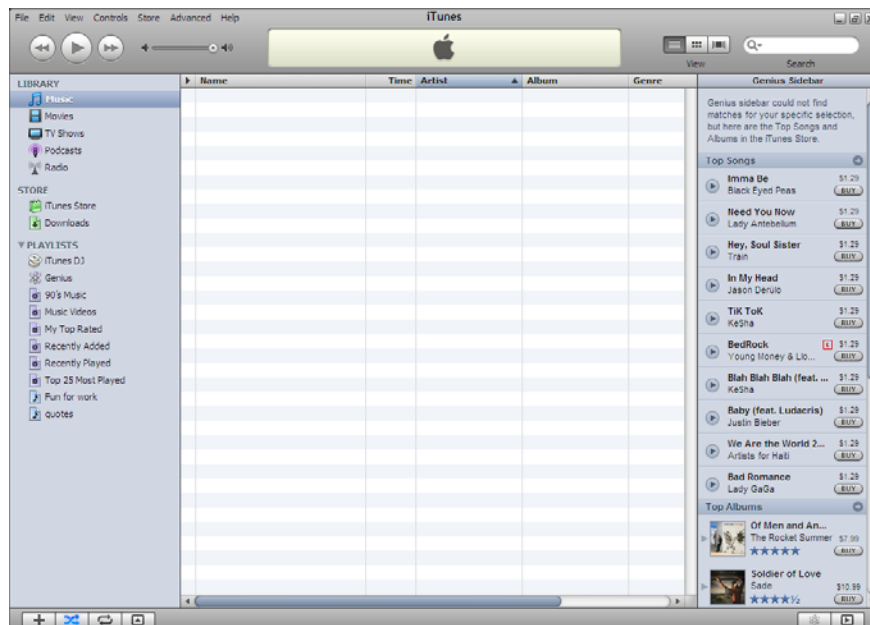 File Edit View Controls Store Advanced Help
iTunes
View
Search
LIBRARY
Music
Movies
TV Shows
Podcasts
Radio
STORE
iTunes Store
Downloads
PLAYLISTS
iTunes DJ
Genius
90's Music
Music Videos
My Top Rated
Recently Added
Recently Played
Top 25 Most Played
Fun for work
quotes
Name Time Artist Album Genre
Genius Sidebar
Genius sidebar could not find
matches for your specific selection,
but here are the Top Songs and
Albums in the iTunes Store.
Top Songs
Imma Be $1.29
Black Eyed Peas BUY
Need You Now $1.29
Lady Antebellum BUY
Hey, Soul Sister $1.29
Train BUY
In My Head $1.29
Jason Derulo BUY
TiK ToK $1.29
Ke$ha BUY
BedRock E $1.29
Young Money & Llo... BUY
Blah Blah Blah (feat. ... $1.29
Ke$ha BUY
Baby (feat. Ludacris) $1.29
Justin Bieber BUY
We Are the World 2... $1.29
Artists for Haiti BUY
Bad Romance $1.29
Lady GaGa BUY
Top Albums
Of Men and An...
The Rocket Summer $7.99
BUY
Soldier of Love
Sade $10.99
BUY